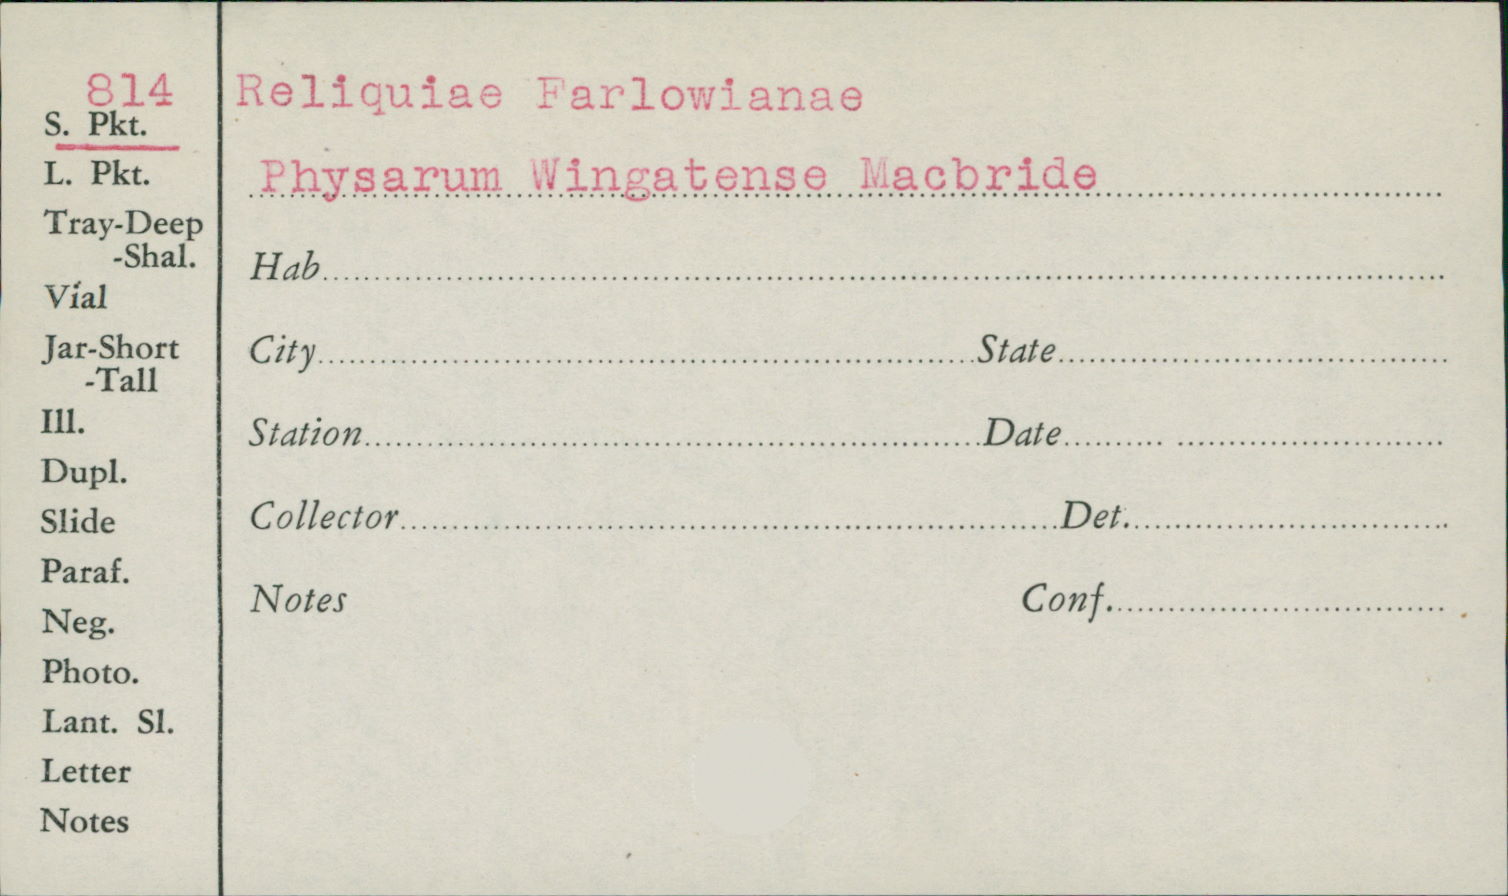 814
S. Pkt.
L. Pkt.
Tray-Deep
-Shal.
Vial
Jar-Short
-Tall
Ill.
Dupl.
Slide
Paraf.
Neg.
Photo.
Lant. Sl.
Letter
Notes
Reliquiae Farlowianae
Physarum Wingatense Macbride
Hab
City State
Station Date
Collector Det.
Notes Conf.